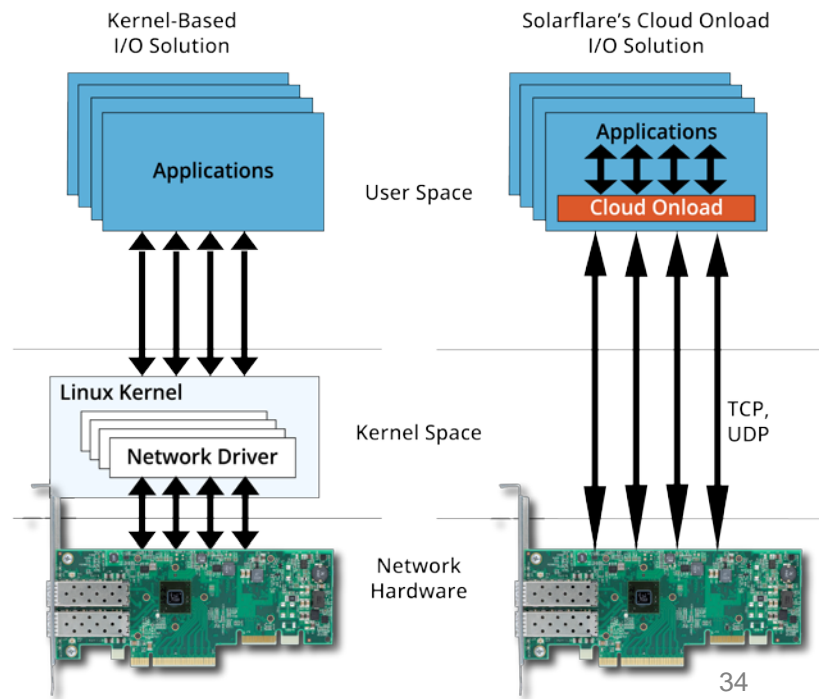 Kernel-Based
I/O Solution
Solarflare's Cloud Onload
I/O Solution
Applications
Applications
Cloud Onload
User Space
Linux Kernel
Network Driver
Kernel Space
TCP,
UDP
Network
Hardware
34